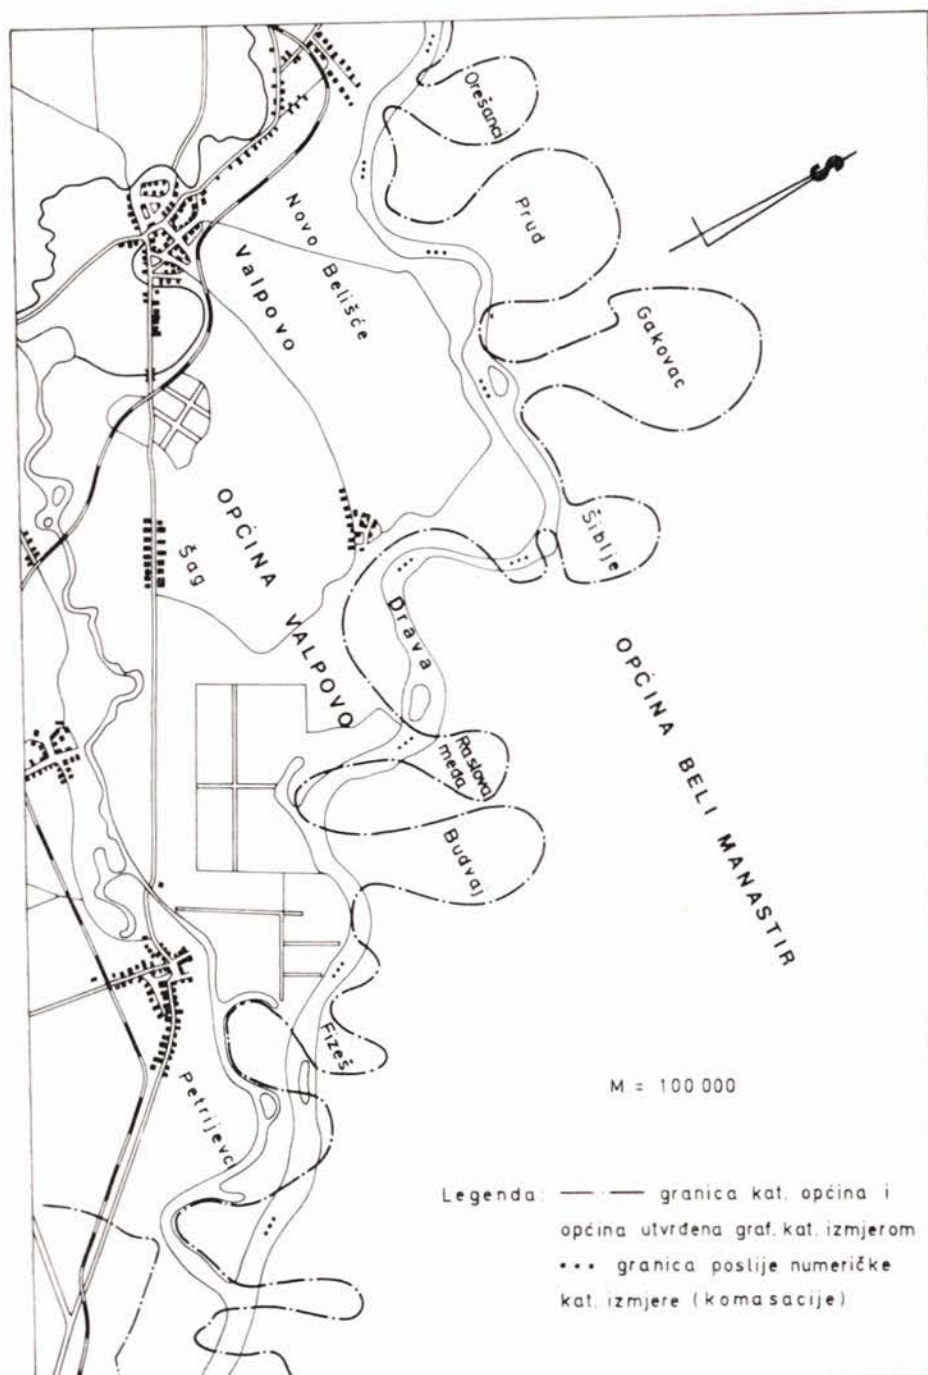 Orešanci
Prud
S
Novo Belišće
Valpovo
Gakovac
OPĆINA VALPOVO
Šag
Šiblje
Drava
OPĆINA BELI MANASTIR
Raslova
međa
Budvaj
Fizeš
Petrijevci
M = 100 000
Legenda: granica kat. općina i
općina utvrđena graf. kat. izmjerom
••• granica poslije numeričke
kat. izmjere (komasacije)